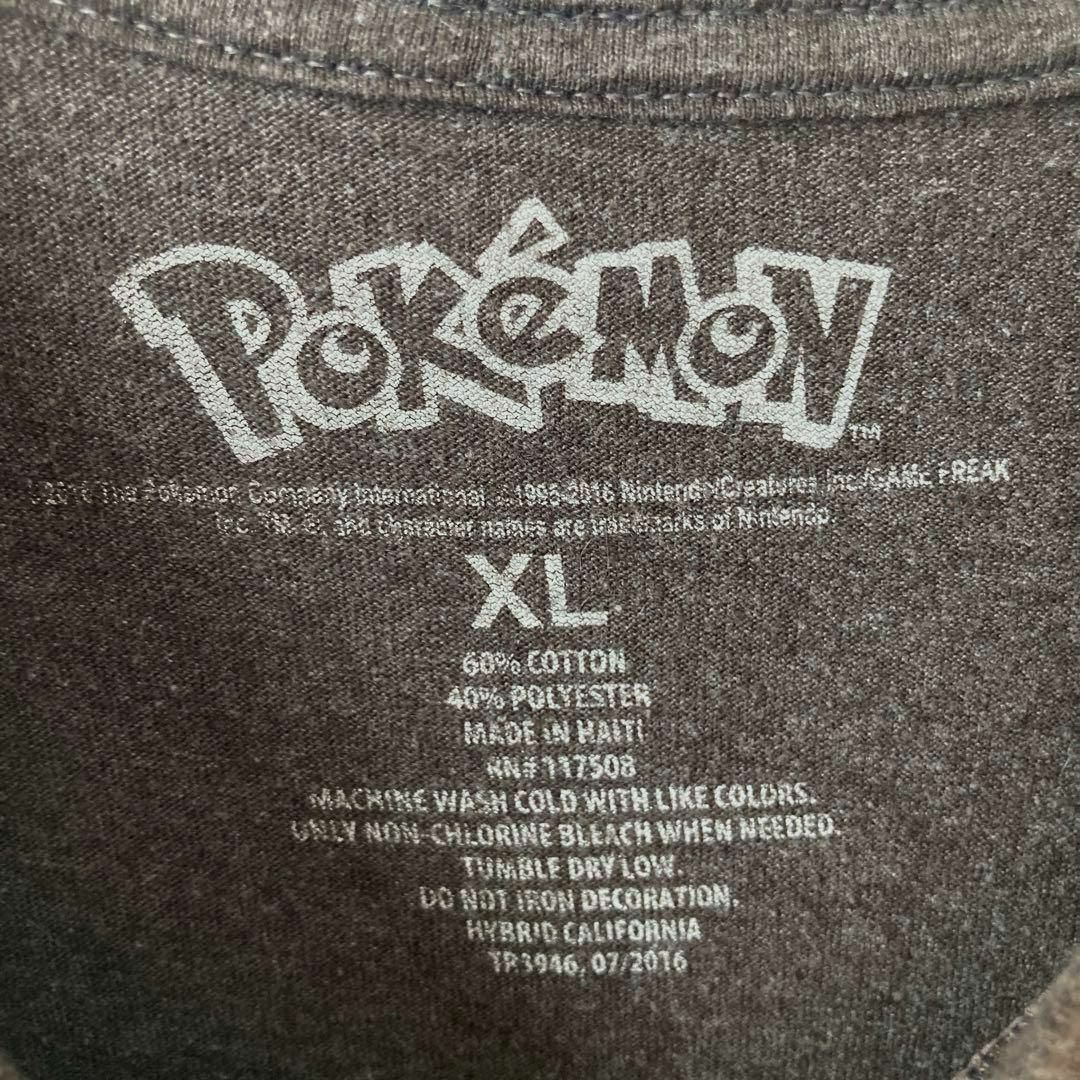 POKéMON
TM
©2016 The Pokémon Company International. ©1995-2016 Nintendo/Creatures Inc./GAME FREAK
Inc. TM, ®, and character names are trademarks of Nintendo.
XL
60% COTTON
40% POLYESTER
MADE IN HAITI
RN# 117508
MACHINE WASH COLD WITH LIKE COLORS.
ONLY NON-CHLORINE BLEACH WHEN NEEDED.
TUMBLE DRY LOW.
DO NOT IRON DECORATION.
HYBRID CALIFORNIA
TR3946, 07/2016